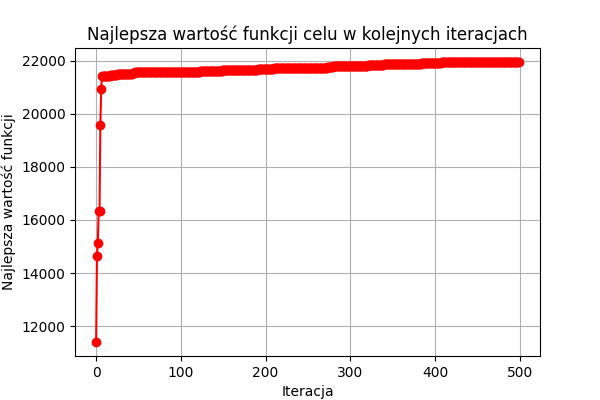 Najlepsza wartość funkcji celu w kolejnych iteracjach
Najlepsza wartość funkcji
22000
20000
18000
16000
14000
12000
0 100 200 300 400 500
Iteracja